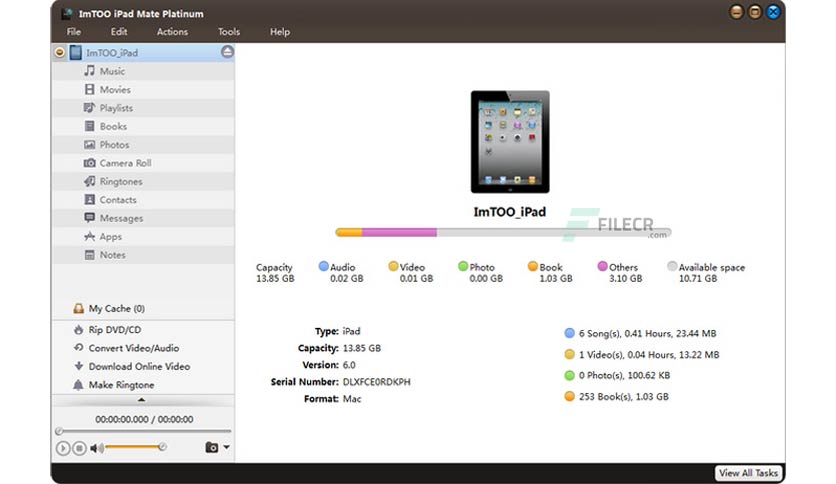 ImTOO iPad Mate Platinum
File Edit Actions Tools Help
ImTOO_iPad
Music
Movies
Playlists
Books
Photos
Camera Roll
Ringtones
Contacts
Messages
Apps
Notes
My Cache (0)
Rip DVD/CD
Convert Video/Audio
Download Online Video
Make Ringtone
00:00:00.000 / 00:00:00
ImTOO_iPad
FILECR
.com
Capacity Audio Video Photo Book Others Available space
13.85 GB 0.02 GB 0.01 GB 0.00 GB 1.03 GB 3.10 GB 10.71 GB
Type: iPad
Capacity: 13.85 GB
Version: 6.0
Serial Number: DLXFCE0RDKPH
Format: Mac
6 Song(s), 0.41 Hours, 23.44 MB
1 Video(s), 0.04 Hours, 13.22 MB
0 Photo(s), 100.62 KB
253 Book(s), 1.03 GB
View All Tasks